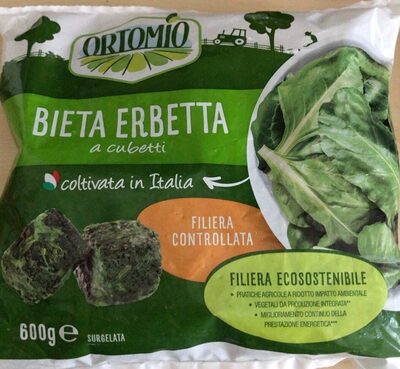 ORTOMIO
BIETA ERBETTA
a cubetti
coltivata in Italia
FILIERA
CONTROLLATA
FILIERA ECOSOSTENIBILE
• PRATICHE AGRICOLE A RIDOTTO IMPATTO AMBIENTALE
• VEGETALI DA PRODUZIONE INTEGRATA**
• MIGLIORAMENTO CONTINUO DELLA
PRESTAZIONE ENERGETICA***
600g e
SURGELATA